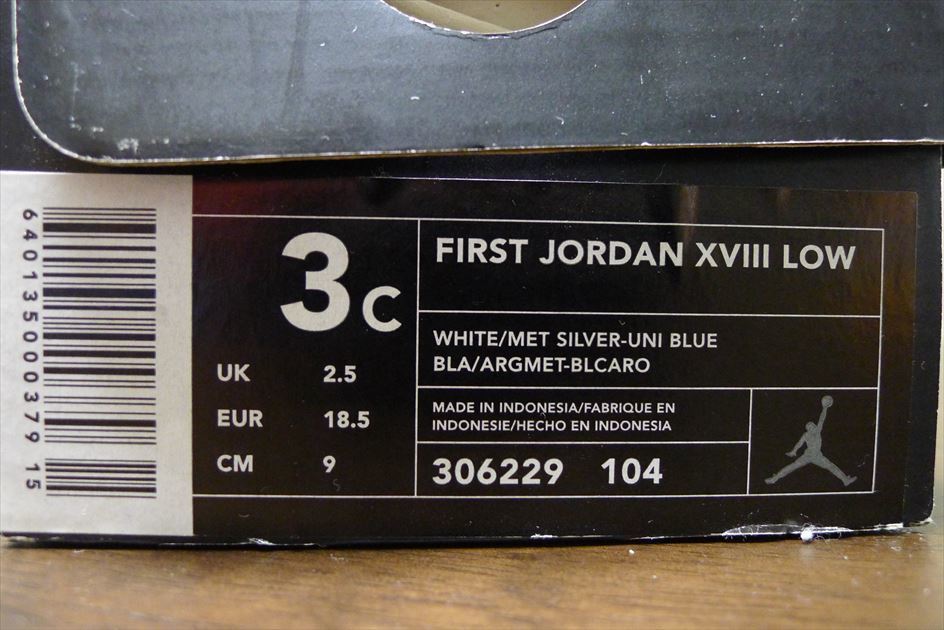 640135000379 15
3C
UK 2.5
EUR 18.5
CM 9
FIRST JORDAN XVIII LOW
WHITE/MET SILVER-UNI BLUE
BLA/ARGMET-BLCARO
MADE IN INDONESIA/FABRIQUE EN
INDONESIE/HECHO EN INDONESIA
306229 104